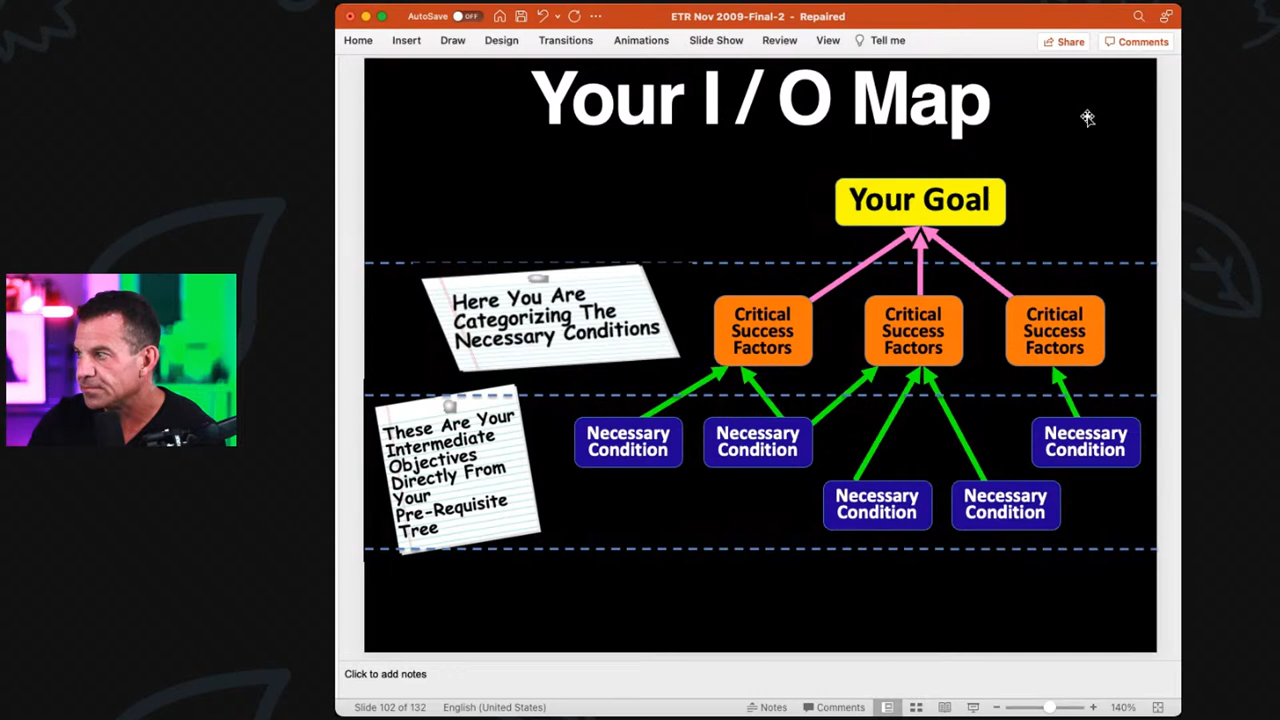 AutoSave OFF
ETR Nov 2009-Final-2 - Repaired
Home Insert Draw Design Transitions Animations Slide Show Review View Tell me Share Comments
Your I / O Map
Your Goal
Here You Are
Categorizing The
Necessary Conditions
Critical
Success
Factors
Critical
Success
Factors
Critical
Success
Factors
These Are Your
Intermediate
Objectives
Directly From
Your
Pre-Requisite
Tree
Necessary
Condition
Necessary
Condition
Necessary
Condition
Necessary
Condition
Necessary
Condition
Click to add notes
Slide 102 of 132 English (United States) Notes Comments 140%